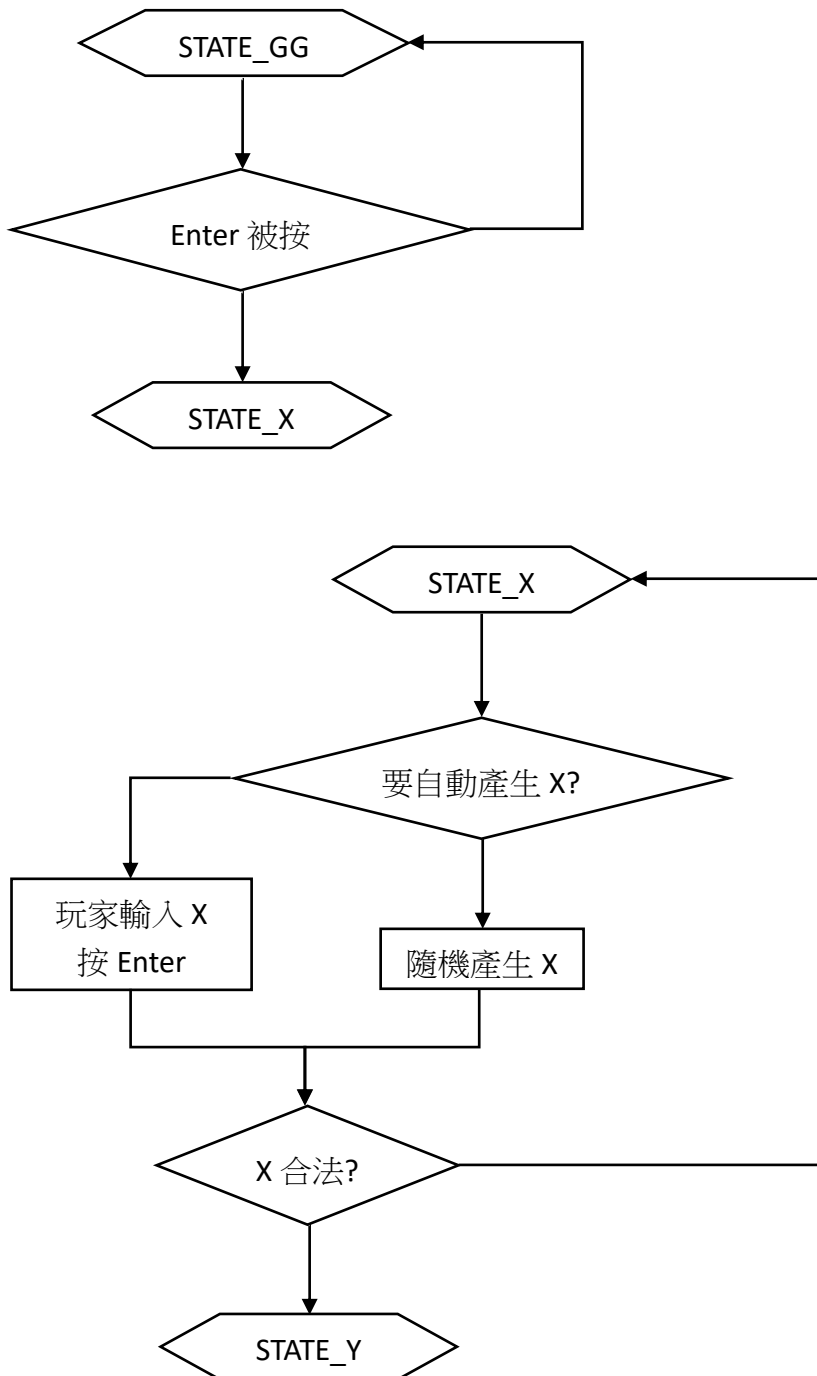 STATE_GG
Enter 被按
STATE_X
STATE_X
要自動產生 X?
玩家輸入 X
按 Enter
隨機產生 X
X 合法?
STATE_Y